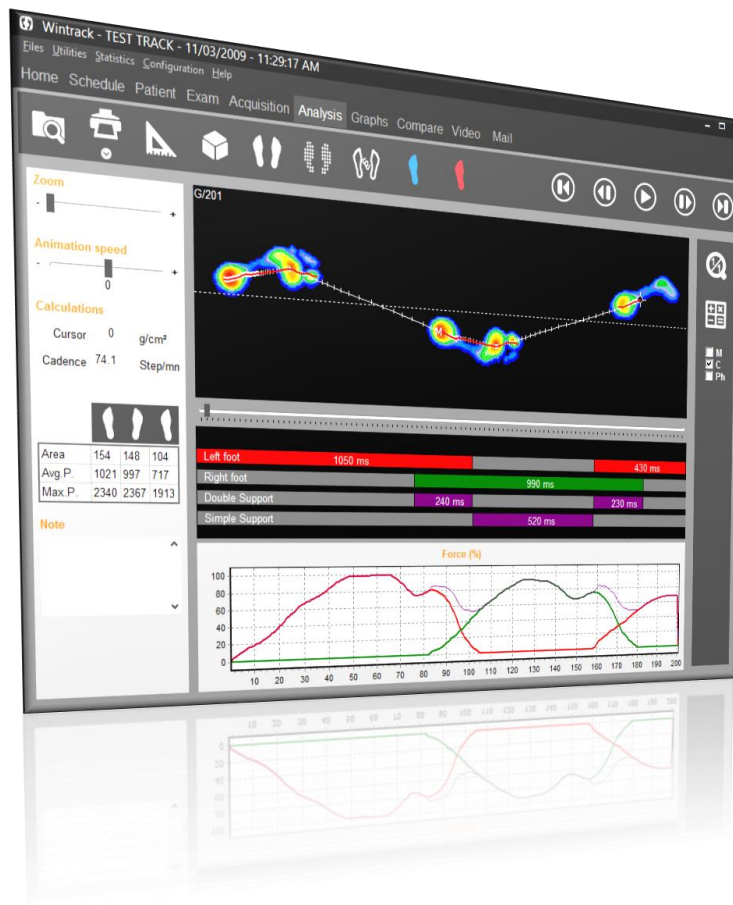 Wintrack - TEST TRACK - 11/03/2009 - 11:29:17 AM
Files Utilities Statistics Configuration Help
Home Schedule Patient Exam Acquisition Analysis Graphs Compare Video Mail
Zoom
- +
Animation speed
- +
0
Calculations
Cursor 0 g/cm²
Cadence 74.1 Step/mn
Area 154 148 104
Avg.P. 1021 997 717
Max.P. 2340 2367 1913
Note
G/201
M
M
C
Ph
Left foot 1050 ms 430 ms
Right foot 990 ms
Double Support 240 ms 230 ms
Simple Support 520 ms
Force (%)
100
80
60
40
20
0
10 20 30 40 50 60 70 80 90 100 110 120 130 140 150 160 170 180 190 200